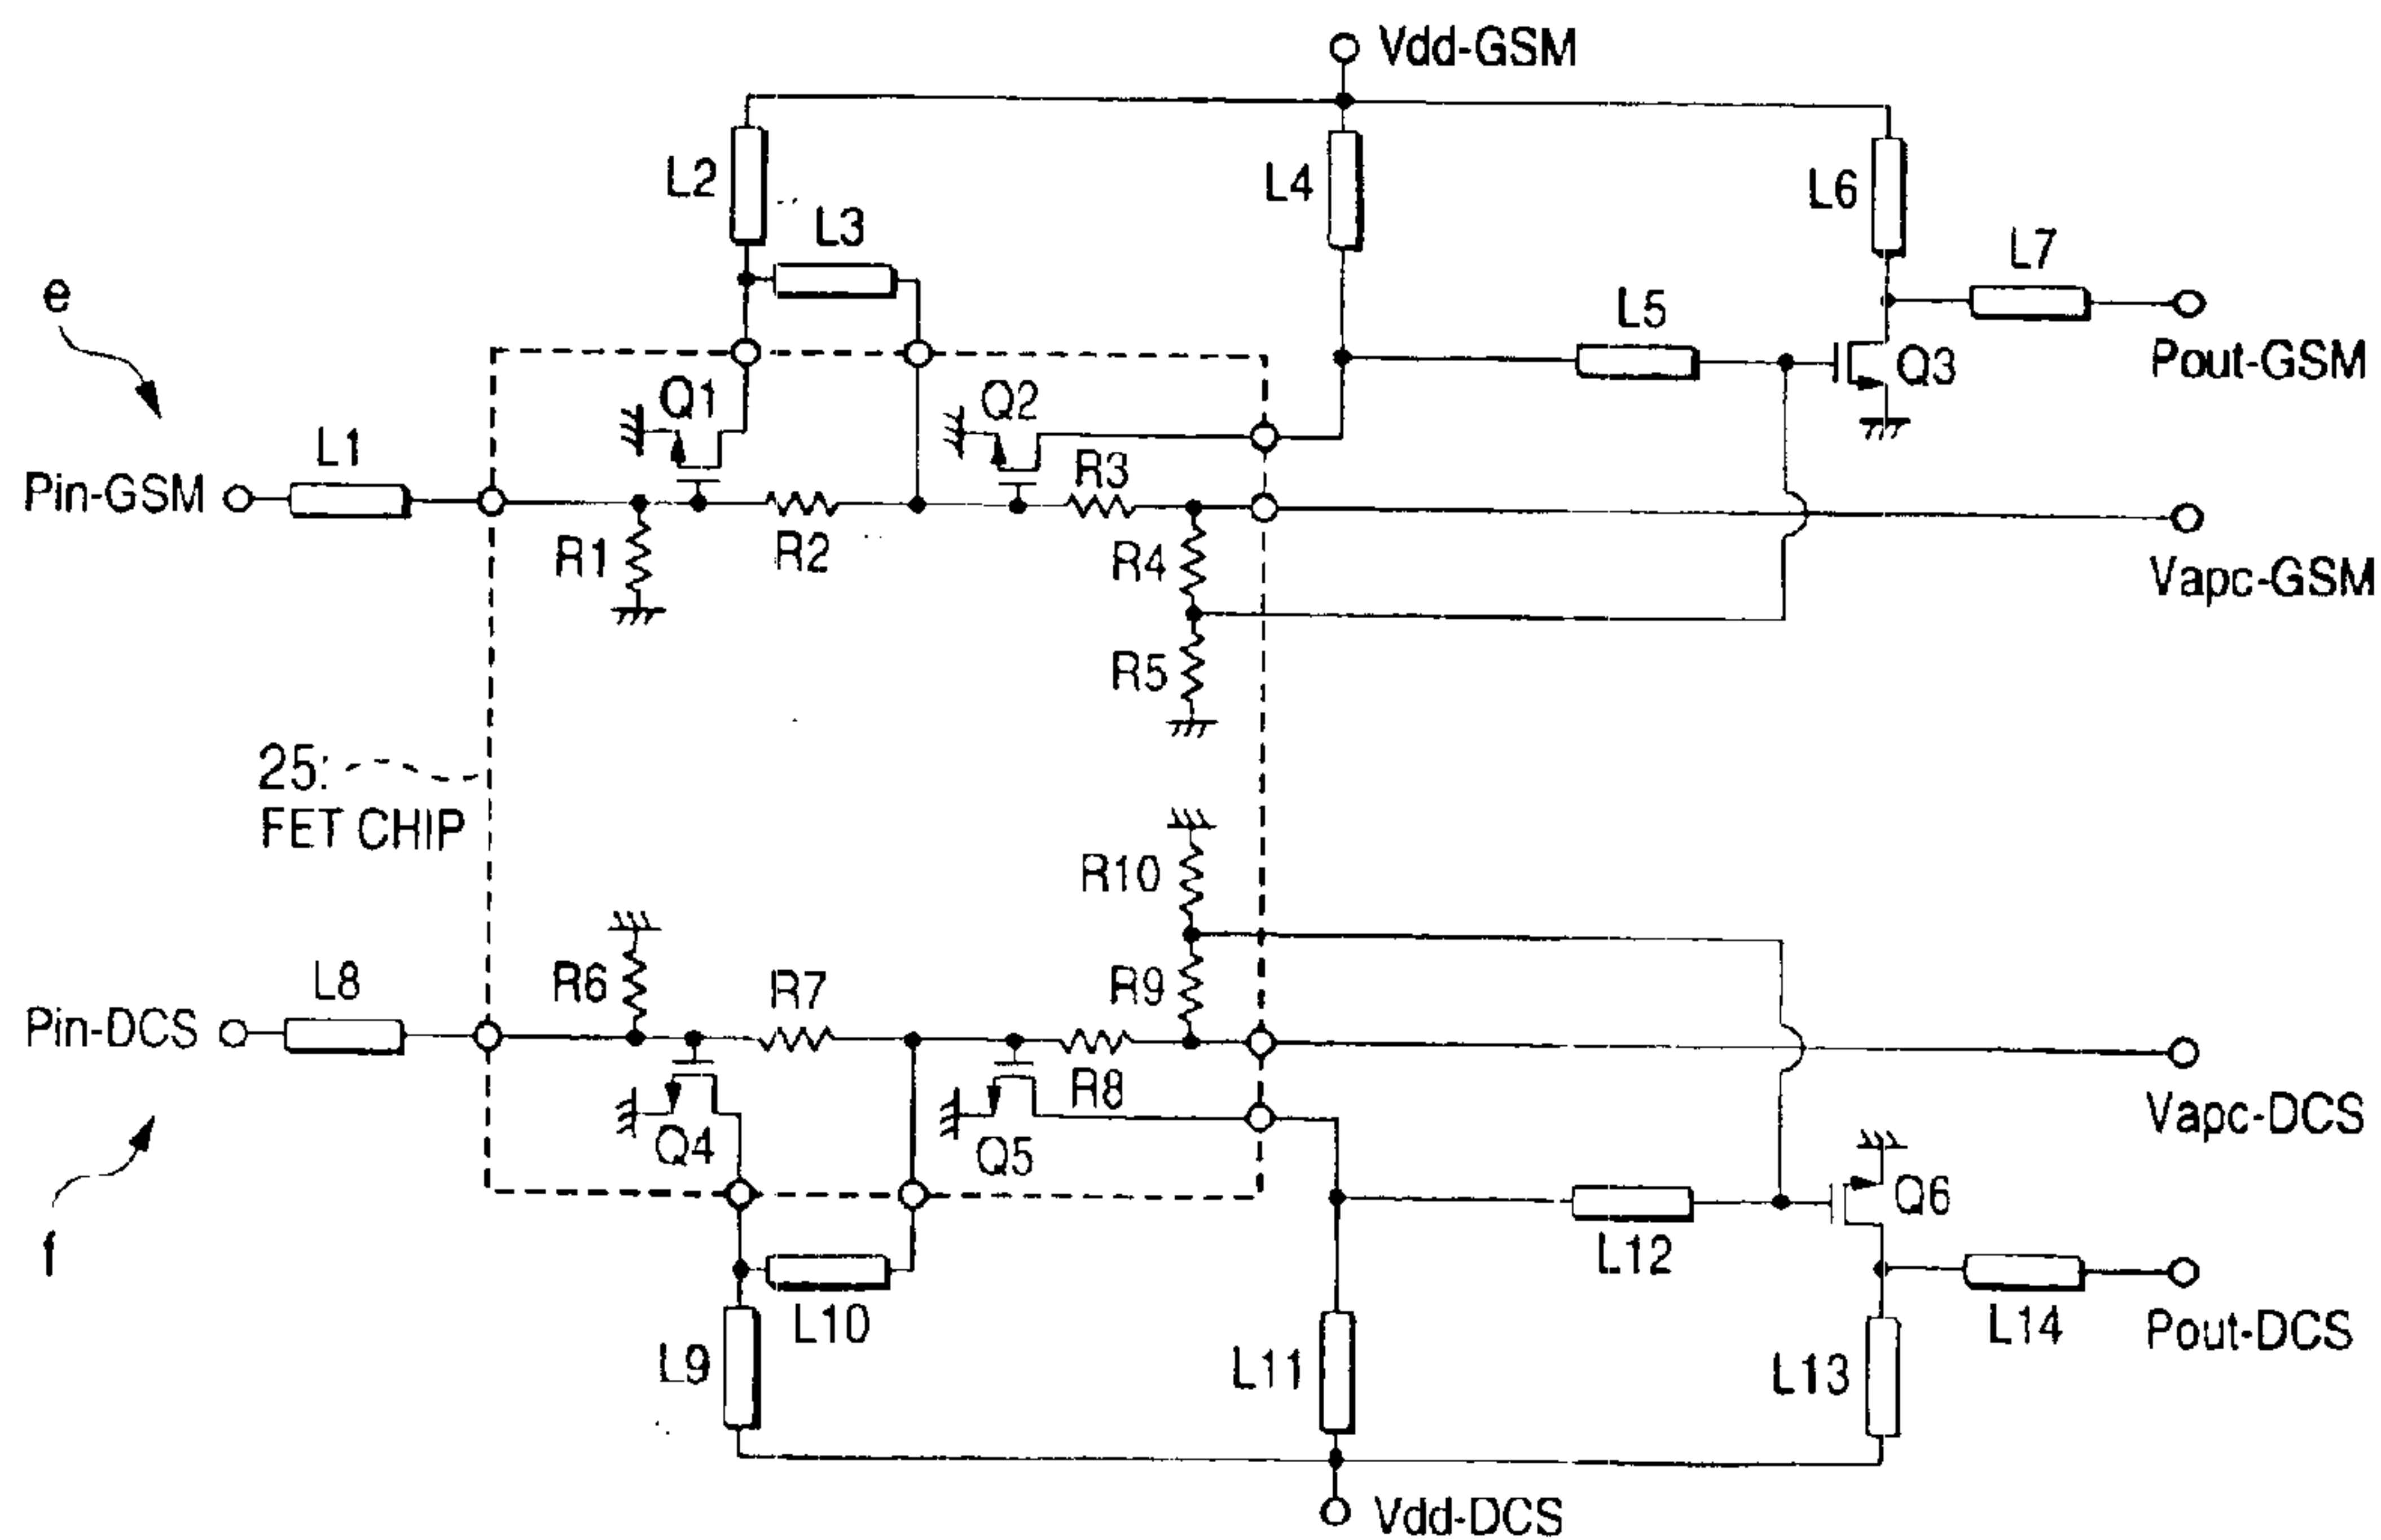 Vdd-GSM
L2
L3
L4
L6
L7
e
L5
Q1
Q2
Q3
Pout-GSM
L1
Pin-GSM
R3
R1
R2
R4
Vapc-GSM
R5
25:
FET CHIP
R10
L8
R6
R7
R9
Pin-DCS
R8
Vapc-DCS
Q4
Q5
Q6
f
L12
L10
L9
L11
L13
L14
Pout-DCS
Vdd-DCS